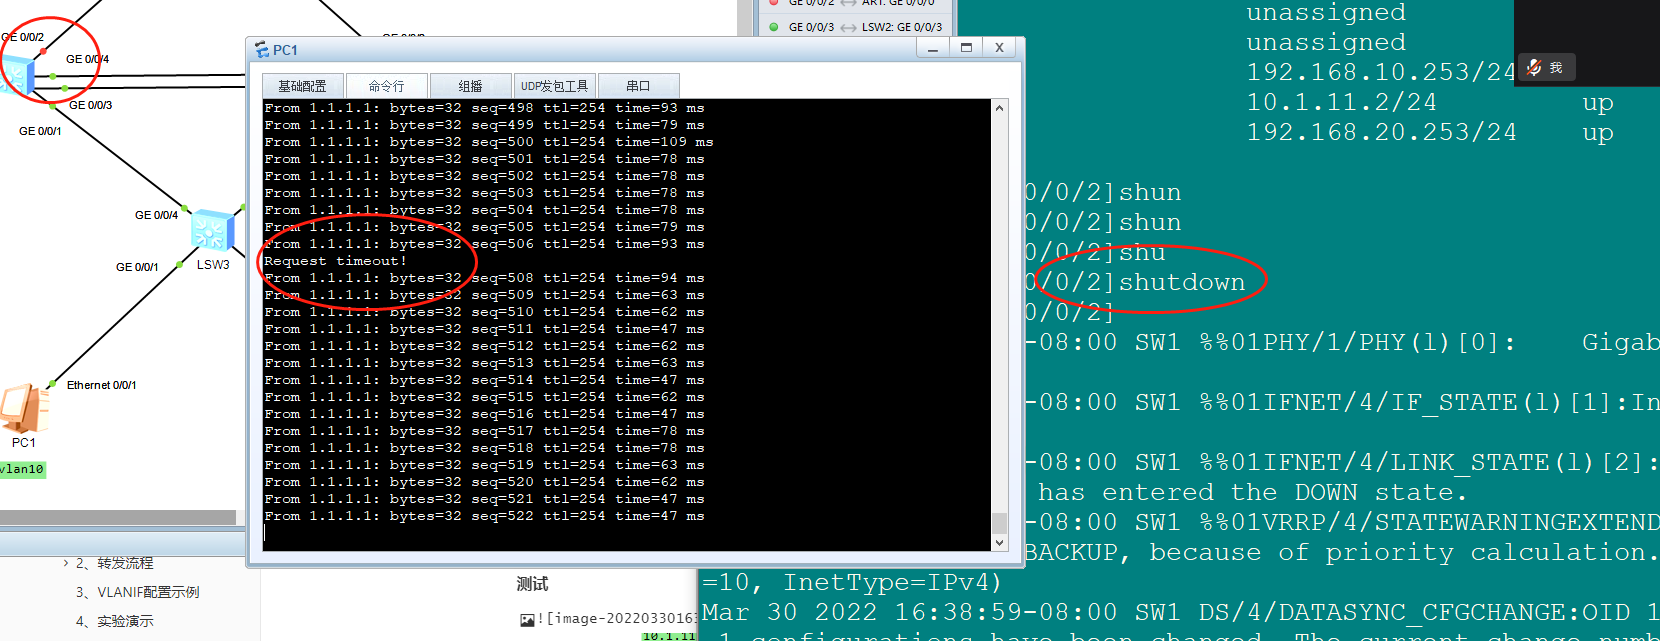 GE 0/0/2
GE 0/0/4
GE 0/0/3
GE 0/0/1
GE 0/0/4
LSW3
GE 0/0/1
Ethernet 0/0/1
PC1
vlan10
GE 0/0/2 AR1: GE 0/0/0
GE 0/0/3 LSW2: GE 0/0/3
PC1
基础配置 命令行 组播 UDP发包工具 串口
From 1.1.1.1: bytes=32 seq=498 ttl=254 time=93 ms
From 1.1.1.1: bytes=32 seq=499 ttl=254 time=79 ms
From 1.1.1.1: bytes=32 seq=500 ttl=254 time=109 ms
From 1.1.1.1: bytes=32 seq=501 ttl=254 time=78 ms
From 1.1.1.1: bytes=32 seq=502 ttl=254 time=78 ms
From 1.1.1.1: bytes=32 seq=503 ttl=254 time=78 ms
From 1.1.1.1: bytes=32 seq=504 ttl=254 time=78 ms
From 1.1.1.1: bytes=32 seq=505 ttl=254 time=79 ms
From 1.1.1.1: bytes=32 seq=506 ttl=254 time=93 ms
Request timeout!
From 1.1.1.1: bytes=32 seq=508 ttl=254 time=94 ms
From 1.1.1.1: bytes=32 seq=509 ttl=254 time=63 ms
From 1.1.1.1: bytes=32 seq=510 ttl=254 time=62 ms
From 1.1.1.1: bytes=32 seq=511 ttl=254 time=47 ms
From 1.1.1.1: bytes=32 seq=512 ttl=254 time=62 ms
From 1.1.1.1: bytes=32 seq=513 ttl=254 time=63 ms
From 1.1.1.1: bytes=32 seq=514 ttl=254 time=47 ms
From 1.1.1.1: bytes=32 seq=515 ttl=254 time=62 ms
From 1.1.1.1: bytes=32 seq=516 ttl=254 time=47 ms
From 1.1.1.1: bytes=32 seq=517 ttl=254 time=78 ms
From 1.1.1.1: bytes=32 seq=518 ttl=254 time=78 ms
From 1.1.1.1: bytes=32 seq=519 ttl=254 time=63 ms
From 1.1.1.1: bytes=32 seq=520 ttl=254 time=62 ms
From 1.1.1.1: bytes=32 seq=521 ttl=254 time=47 ms
From 1.1.1.1: bytes=32 seq=522 ttl=254 time=47 ms
unassigned
unassigned
192.168.10.253/24
10.1.11.2/24 up
192.168.20.253/24 up
我
0/0/2]shun
0/0/2]shun
0/0/2]shu
0/0/2]shutdown
0/0/2]
-08:00 SW1 %%01PHY/1/PHY(l)[0]: Gigab
-08:00 SW1 %%01IFNET/4/IF_STATE(l)[1]:In
-08:00 SW1 %%01IFNET/4/LINK_STATE(l)[2]:
has entered the DOWN state.
-08:00 SW1 %%01VRRP/4/STATEWARNINGEXTEND
BACKUP, because of priority calculation.
=10, InetType=IPv4)
Mar 30 2022 16:38:59-08:00 SW1 DS/4/DATASYNC_CFGCHANGE:OID 1
.1 configurations have been changed. The current change numb
2、转发流程
3、VLANIF配置示例
4、实验演示
测试
![image-2022033016
10.1.11